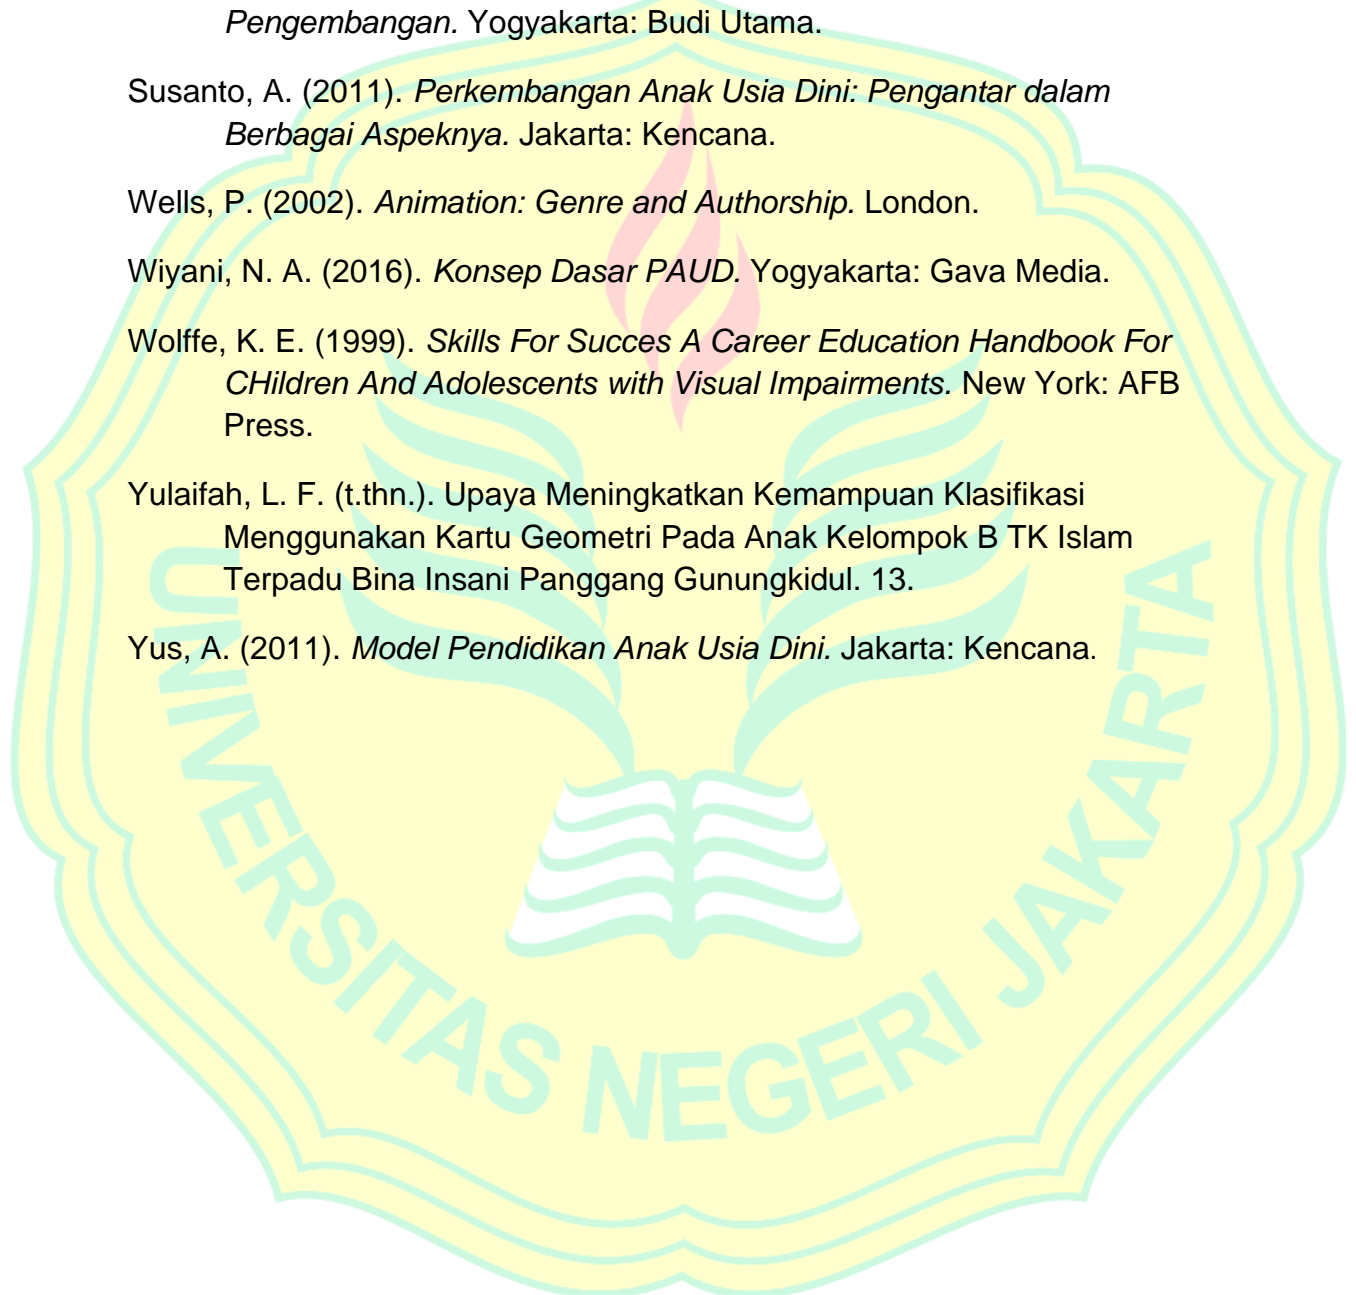 Pengembangan. Yogyakarta: Budi Utama.
Susanto, A. (2011). Perkembangan Anak Usia Dini: Pengantar dalam
Berbagai Aspeknya. Jakarta: Kencana.
Wells, P. (2002). Animation: Genre and Authorship. London.
Wiyani, N. A. (2016). Konsep Dasar PAUD. Yogyakarta: Gava Media.
Wolffe, K. E. (1999). Skills For Succes A Career Education Handbook For
CHildren And Adolescents with Visual Impairments. New York: AFB
Press.
Yulaifah, L. F. (t.thn.). Upaya Meningkatkan Kemampuan Klasifikasi
Menggunakan Kartu Geometri Pada Anak Kelompok B TK Islam
Terpadu Bina Insani Panggang Gunungkidul. 13.
Yus, A. (2011). Model Pendidikan Anak Usia Dini. Jakarta: Kencana.
UNIVERSITAS NEGERI JAKARTA